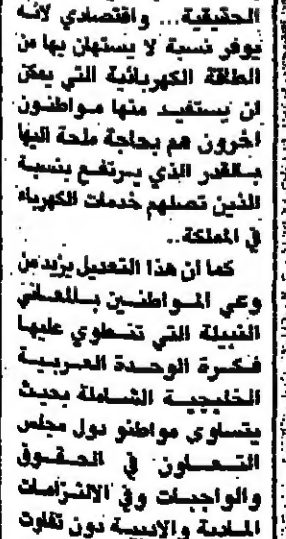 الحقيقية... واقتصادي لانه
يوفر نسبة لا يستهان بها من
الطاقة الكهربائية التي يمكن
ان يستفيد منها مواطنون
اخرون هم بحاجة ملحة اليها
بالقدر الذي يرتفع بنسبة
الذين تصلهم خدمات الكهرباء
في المملكة..
كما ان هذا التعديل يزيد من
وعي المواطنين بالمعاني
النبيلة التي تنطوي عليها
فكرة الوحدة العربية
الخليجية الشاملة بحيث
يتساوى مواطنو دول مجلس
التعاون في الحقوق
والواجبات وفي الالتزامات
المادية والادبية دون تفاوت